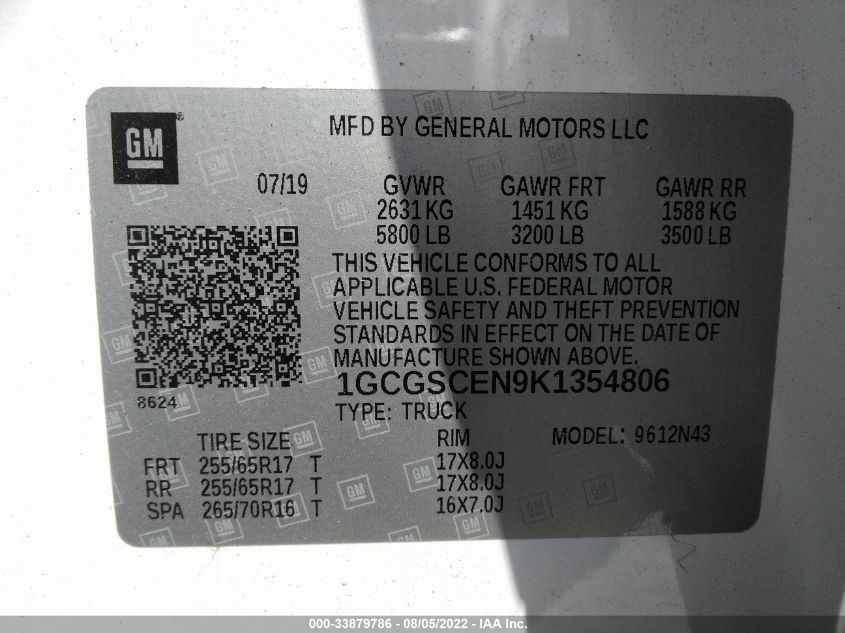 GM®
MFD BY GENERAL MOTORS LLC
07/19 GVWR GAWR FRT GAWR RR
2631 KG 1451 KG 1588 KG
5800 LB 3200 LB 3500 LB
THIS VEHICLE CONFORMS TO ALL
APPLICABLE U.S. FEDERAL MOTOR
VEHICLE SAFETY AND THEFT PREVENTION
STANDARDS IN EFFECT ON THE DATE OF
MANUFACTURE SHOWN ABOVE.
1GCGSCEN9K1354806
8624
TYPE: TRUCK
TIRE SIZE RIM MODEL: 9612N43
FRT 255/65R17 T 17X8.0J
RR 255/65R17 T 17X8.0J
SPA 265/70R16 T 16X7.0J
000-33879786 - 08/05/2022 - IAA Inc.